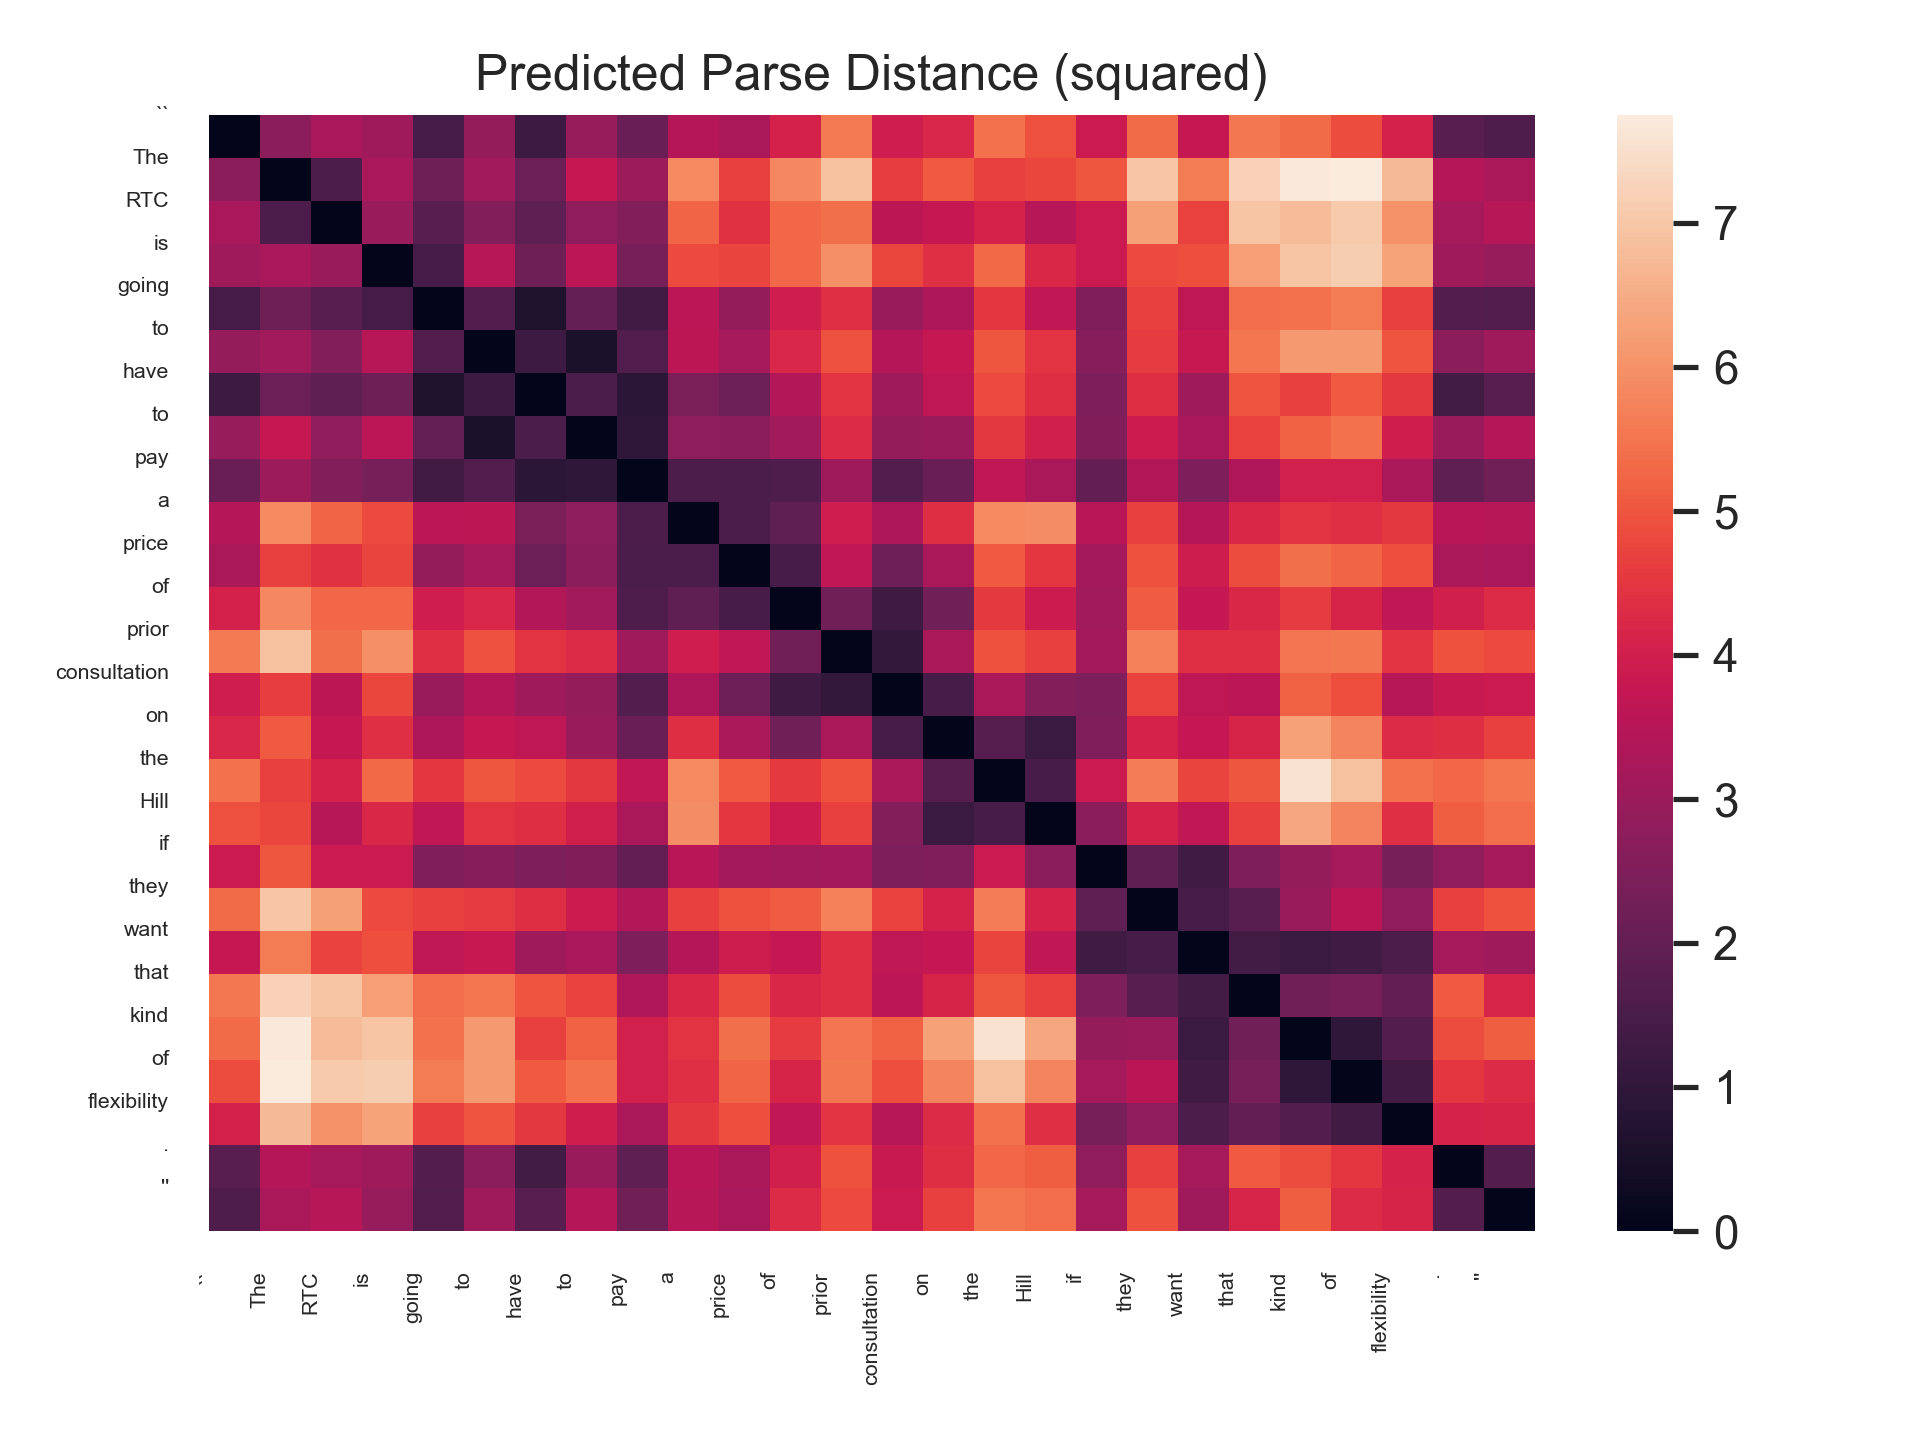 Predicted Parse Distance (squared)
``
The
RTC
is
going
to
have
to
pay
a
price
of
prior
consultation
on
the
Hill
if
they
want
that
kind
of
flexibility
.
''
7
6
5
4
3
2
1
0
``
The
RTC
is
going
to
have
to
pay
a
price
of
prior
consultation
on
the
Hill
if
they
want
that
kind
of
flexibility
.
''